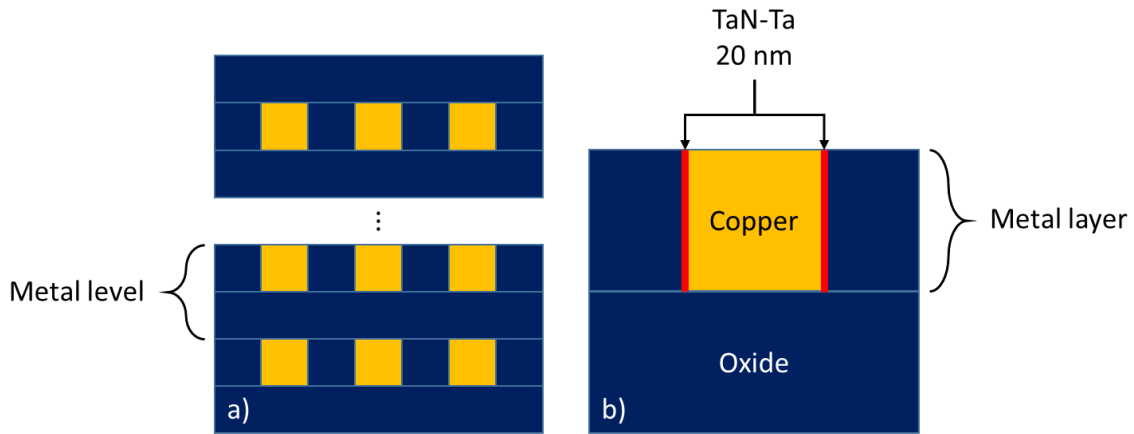 TaN-Ta
20 nm
Copper
Metal layer
Metal level
⋮
Oxide
a)
b)